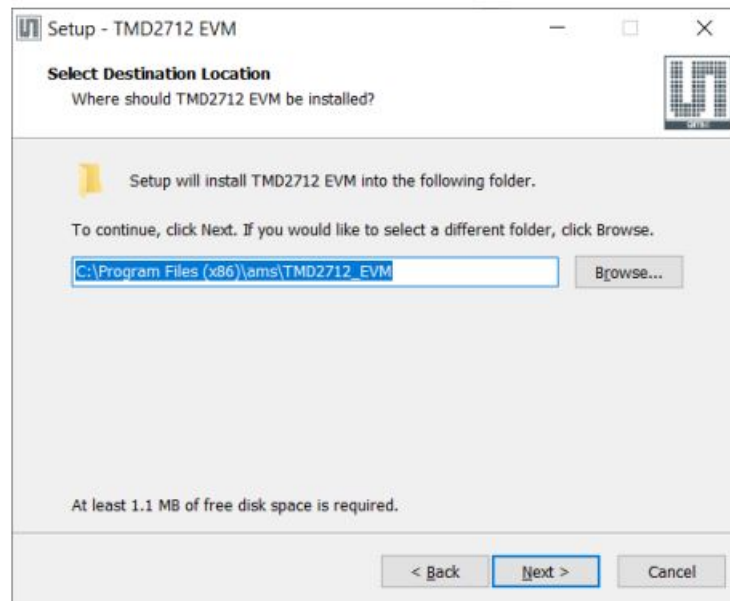 Setup - TMD2712 EVM
Select Destination Location
Where should TMD2712 EVM be installed?
Setup will install TMD2712 EVM into the following folder.
To continue, click Next. If you would like to select a different folder, click Browse.
C:\Program Files (x86)\ams\TMD2712_EVM
Browse...
At least 1.1 MB of free disk space is required.
< Back
Next >
Cancel